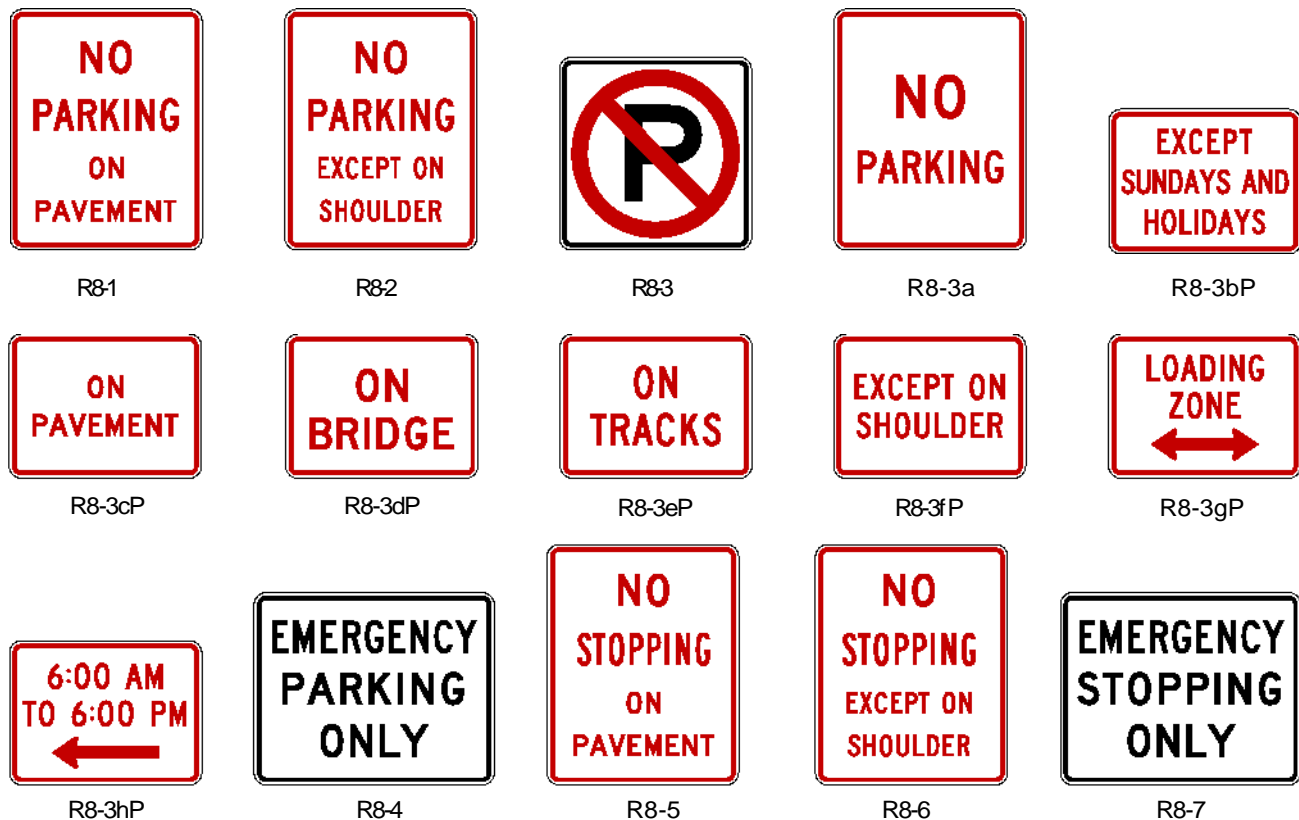 NO
PARKING
ON
PAVEMENT
R8-1
NO
PARKING
EXCEPT ON
SHOULDER
R8-2
P
R8-3
NO
PARKING
R8-3a
EXCEPT
SUNDAYS AND
HOLIDAYS
R8-3bP
ON
PAVEMENT
R8-3cP
ON
BRIDGE
R8-3dP
ON
TRACKS
R8-3eP
EXCEPT ON
SHOULDER
R8-3fP
LOADING
ZONE
R8-3gP
6:00 AM
TO 6:00 PM
R8-3hP
EMERGENCY
PARKING
ONLY
R8-4
NO
STOPPING
ON
PAVEMENT
R8-5
NO
STOPPING
EXCEPT ON
SHOULDER
R8-6
EMERGENCY
STOPPING
ONLY
R8-7